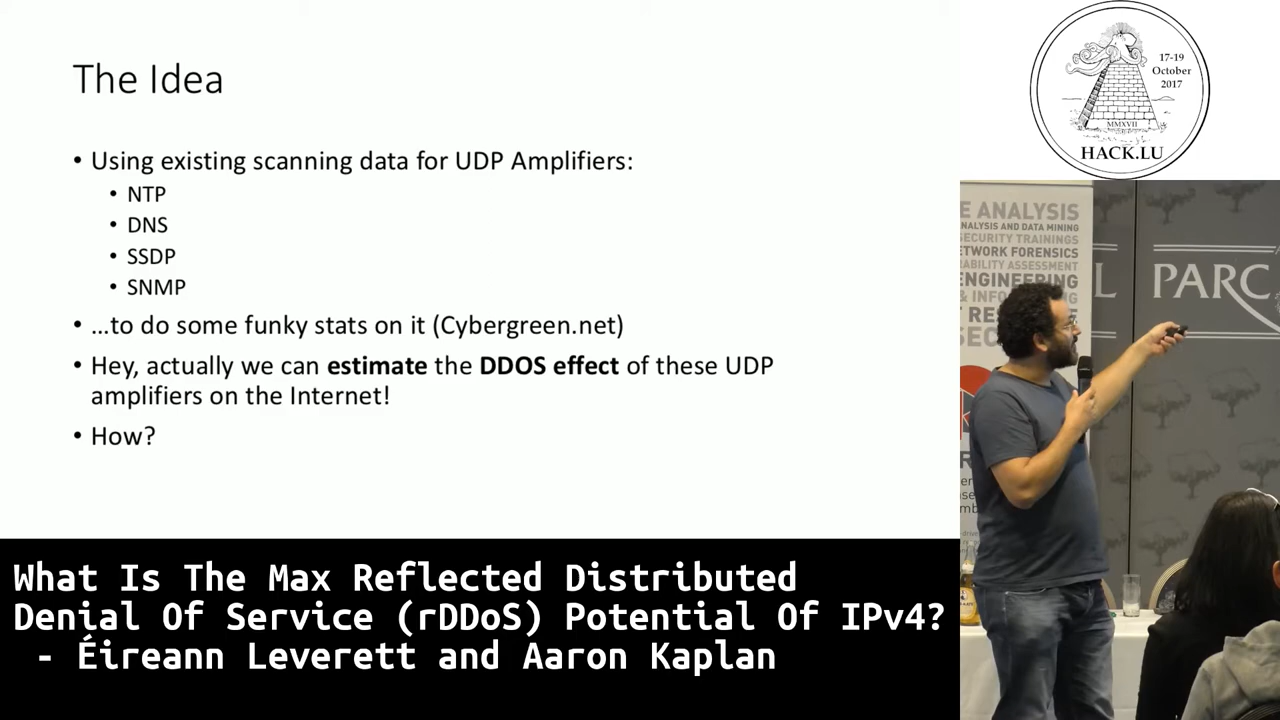 The Idea
• Using existing scanning data for UDP Amplifiers:
• NTP
• DNS
• SSDP
• SNMP
• …to do some funky stats on it (Cybergreen.net)
• Hey, actually we can estimate the DDOS effect of these UDP
amplifiers on the Internet!
• How?
What Is The Max Reflected Distributed
Denial Of Service (rDDoS) Potential Of IPv4?
- Éireann Leverett and Aaron Kaplan
17-19
October
2017
MMXVII
HACK.LU
E ANALYSIS
ANALYSIS AND DATA MINING
SECURITY TRAININGS
ETWORK FORENSICS
RABILITY ASSESSMENT
ENGINEERING
L PARC